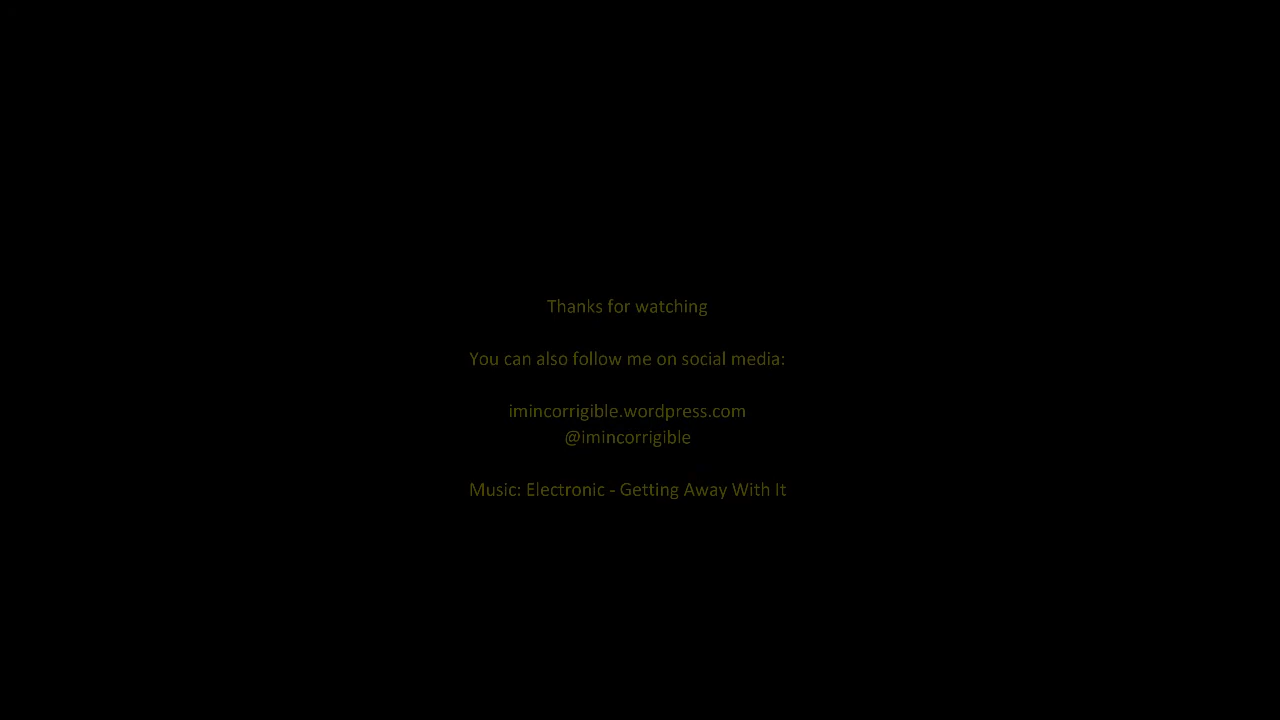 Thanks for watching
You can also follow me on social media:
imincorrigible.wordpress.com
@imincorrigible
Music: Electronic - Getting Away With It